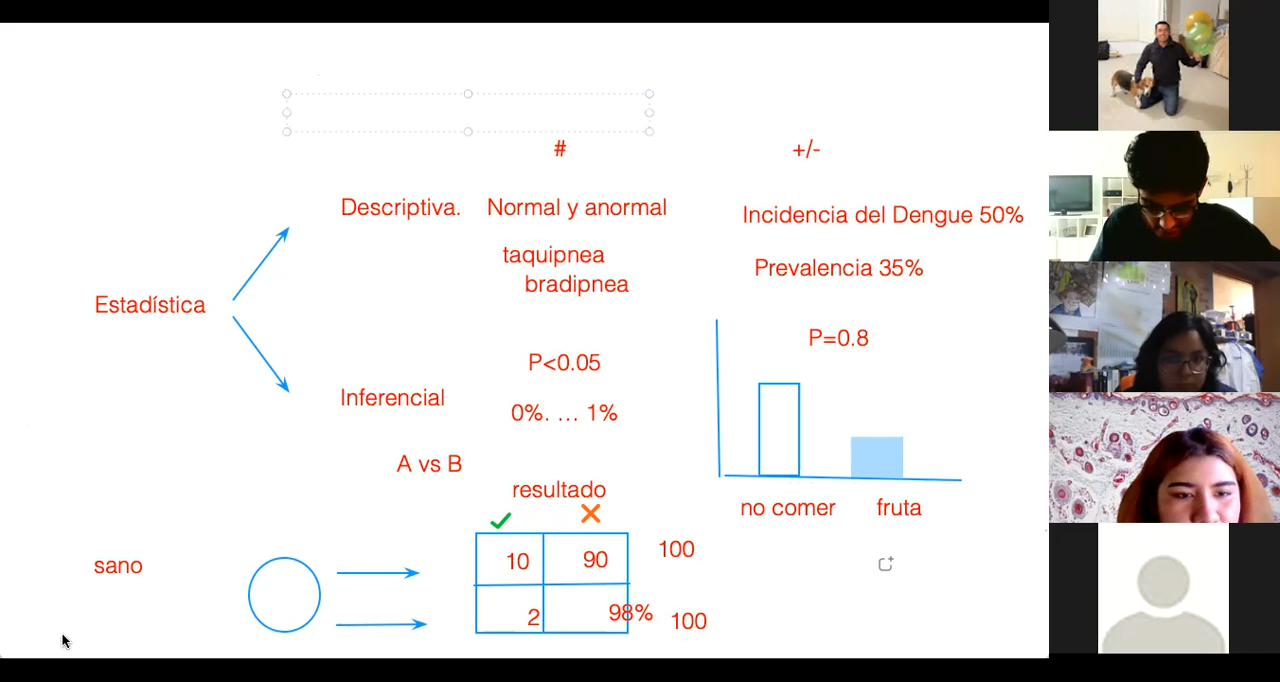 #
+/-
Descriptiva.
Normal y anormal
Incidencia del Dengue 50%
taquipnea
bradipnea
Prevalencia 35%
Estadística
P=0.8
P<0.05
Inferencial
0%. ... 1%
A vs B
resultado
no comer
fruta
10
90
100
sano
2
98%
100